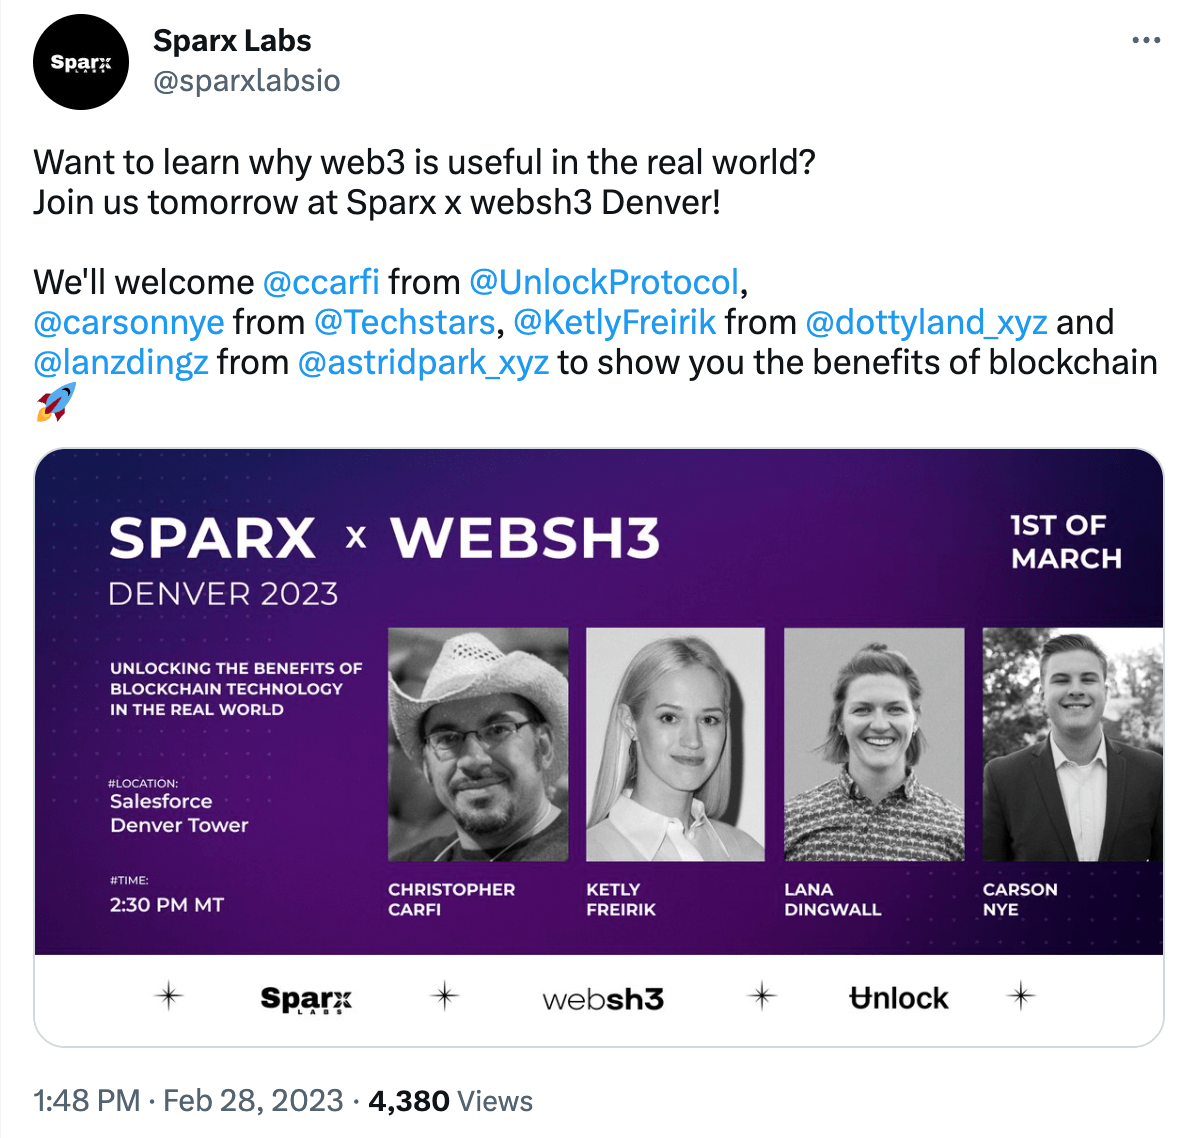 Sparx
LABS
Sparx Labs
@sparxlabsio
Want to learn why web3 is useful in the real world?
Join us tomorrow at Sparx x websh3 Denver!
We'll welcome @ccarfi from @UnlockProtocol,
@carsonnye from @Techstars, @KetlyFreirik from @dottyland_xyz and
@lanzdingz from @astridpark_xyz to show you the benefits of blockchain
🚀
SPARX x WEBSH3
DENVER 2023
1ST OF
MARCH
UNLOCKING THE BENEFITS OF
BLOCKCHAIN TECHNOLOGY
IN THE REAL WORLD
#LOCATION:
Salesforce
Denver Tower
#TIME:
2:30 PM MT
CHRISTOPHER
CARFI
KETLY
FREIRIK
LANA
DINGWALL
CARSON
NYE
Sparx
LABS
websh3
Unlock
1:48 PM · Feb 28, 2023 · 4,380 Views